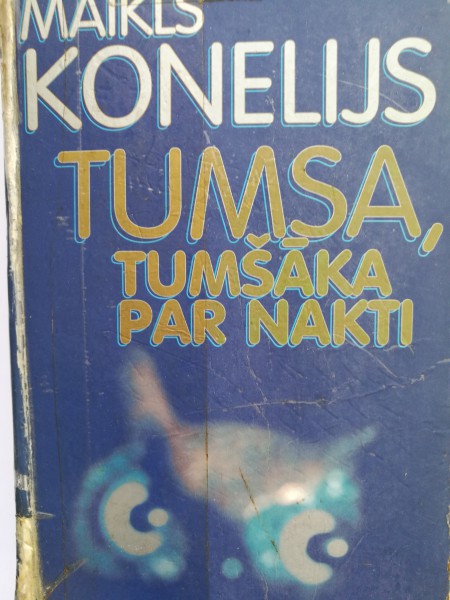 MAIKLS
KONELIJS
TUMSA,
TUMŠĀKA
PAR NAKTI